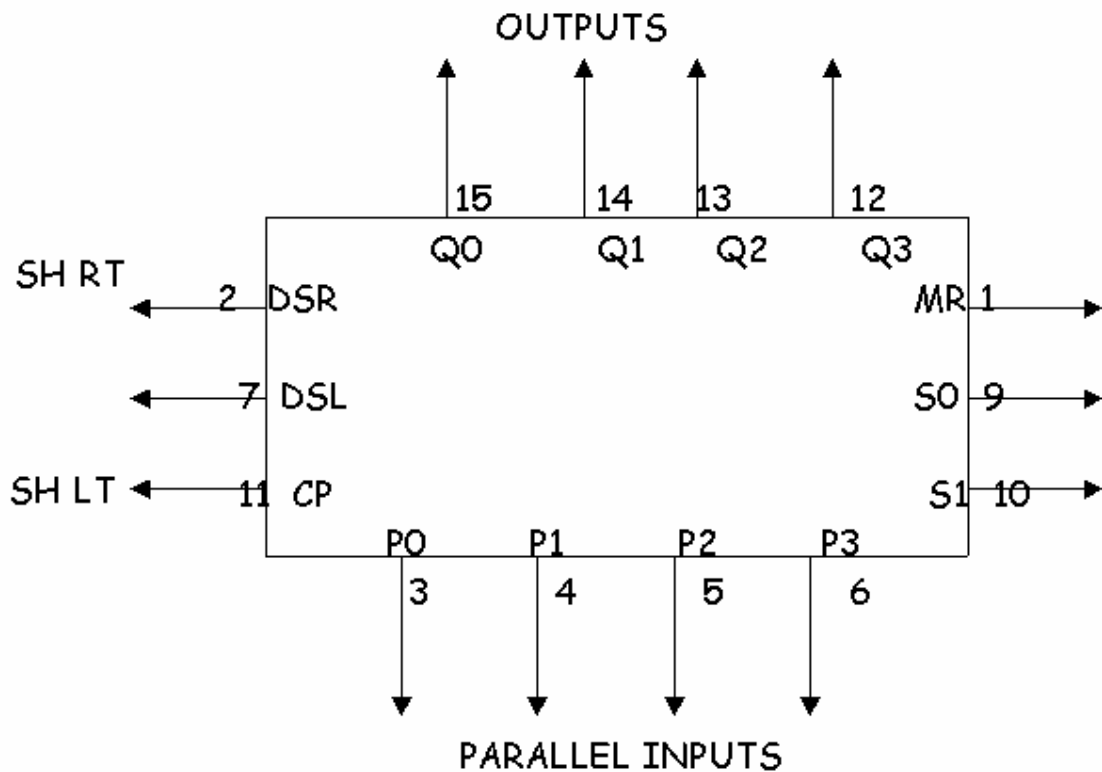 OUTPUTS
15 14 13 12
Q0 Q1 Q2 Q3
SH RT
2 DSR MR 1
7 DSL S0 9
SH LT 11 CP S1 10
P0 P1 P2 P3
3 4 5 6
PARALLEL INPUTS